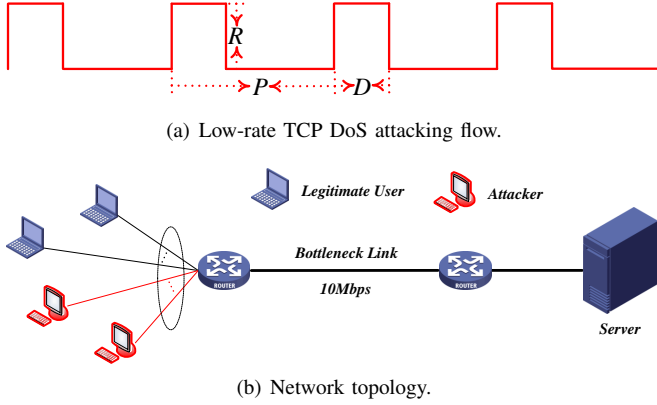 R
P
D
(a) Low-rate TCP DoS attacking flow.
Legitimate User
Attacker
Bottleneck Link
ROUTER
ROUTER
10Mbps
Server
(b) Network topology.